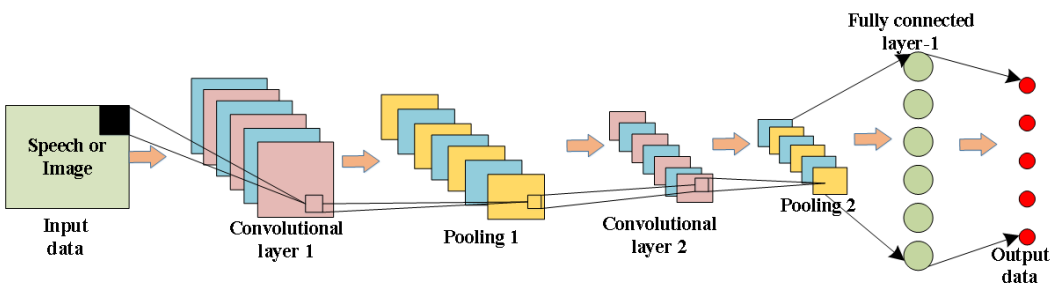 Speech or
Image
Input
data
Convolutional
layer 1
Pooling 1
Convolutional
layer 2
Pooling 2
Fully connected
layer-1
Output
data